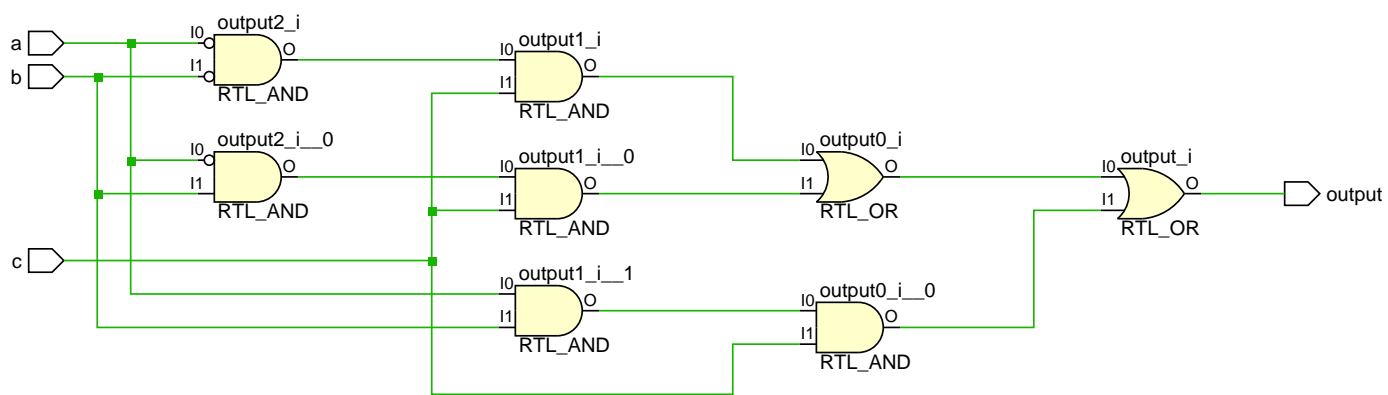 output2_i
a
I0
O
output1_i
b
I1
I0
O
RTL_AND
I1
RTL_AND
output2_i__0
output0_i
I0
O
output1_i__0
I0
O
output_i
I1
I0
O
I1
I0
O
RTL_AND
I1
RTL_OR
I1
output
RTL_AND
RTL_OR
c
output1_i__1
I0
O
output0_i__0
I1
I0
O
RTL_AND
I1
RTL_AND